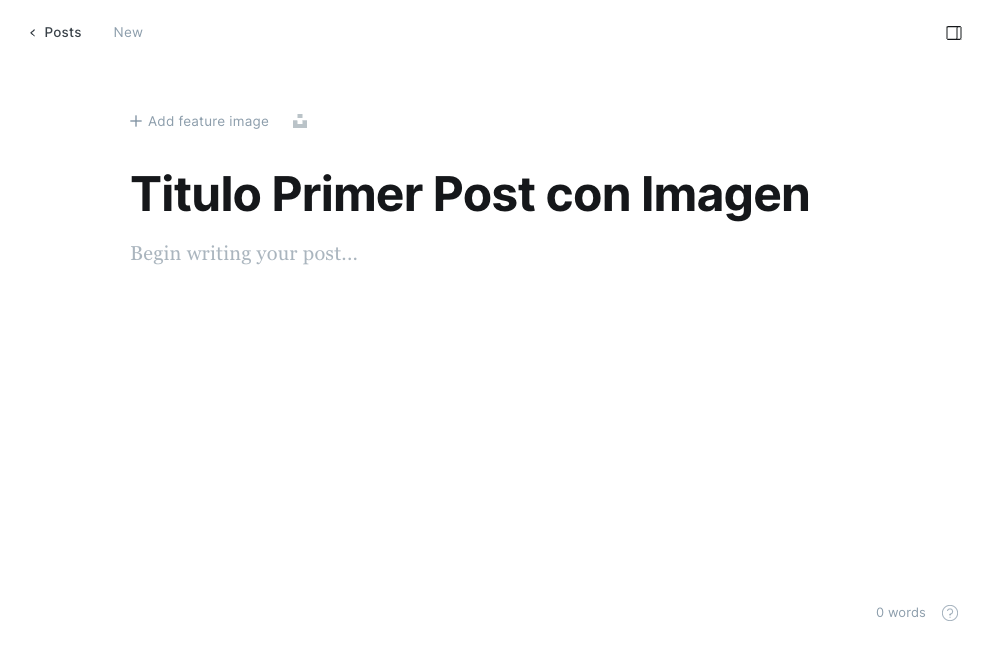 Posts New
Add feature image
Titulo Primer Post con Imagen
Begin writing your post...
0 words